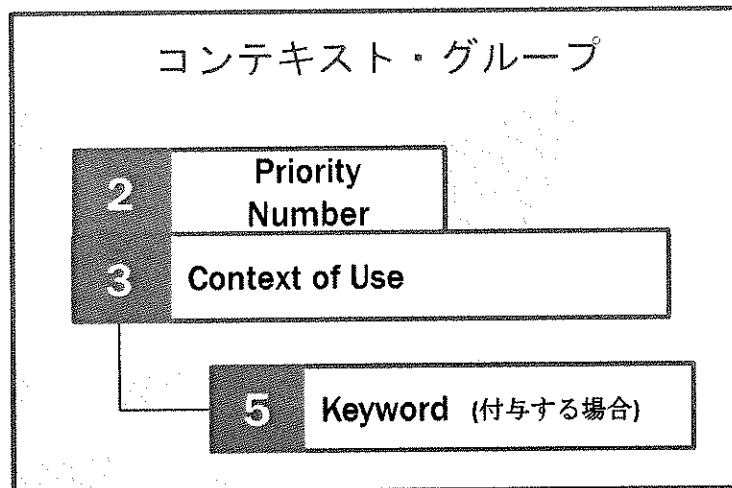 コンテキスト・グループ
2
Priority
Number
3
Context of Use
5
Keyword (付与する場合)